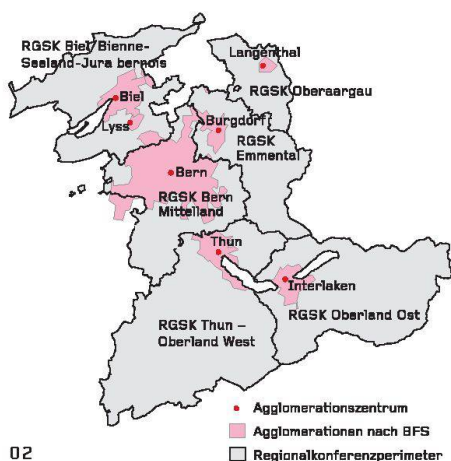 RGSK Biel/Bienne-
Seeland-Jura bernois
Langenthal
RGSK Oberaargau
Biel
Lyss
Burgdorf
RGSK
Emmental
Bern
RGSK Bern
Mittelland
Thun
Interlaken
RGSK Oberland Ost
RGSK Thun –
Oberland West
Agglomerationszentrum
Agglomerationen nach BFS
Regionalkonferenzperimeter
02